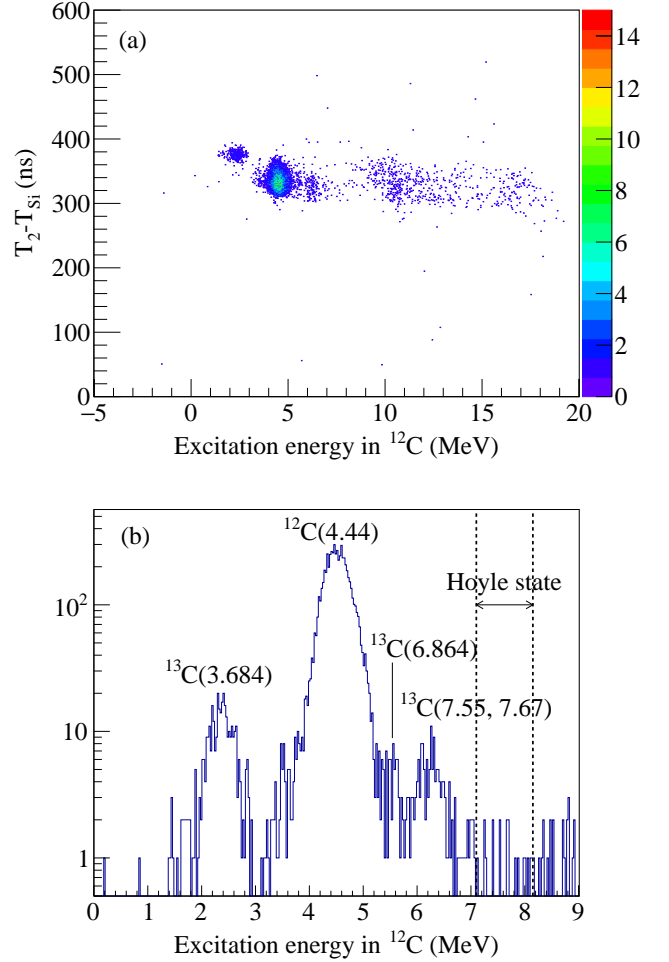 (a)
600
500
400
300
200
100
0
T₂-T_Si (ns)
−5 0 5 10 15 20
Excitation energy in ¹²C (MeV)
14
12
10
8
6
4
2
0
(b)
¹²C(4.44)
Hoyle state
¹³C(6.864)
¹³C(3.684)
¹³C(7.55, 7.67)
10²
10
1
0 1 2 3 4 5 6 7 8 9
Excitation energy in ¹²C (MeV)